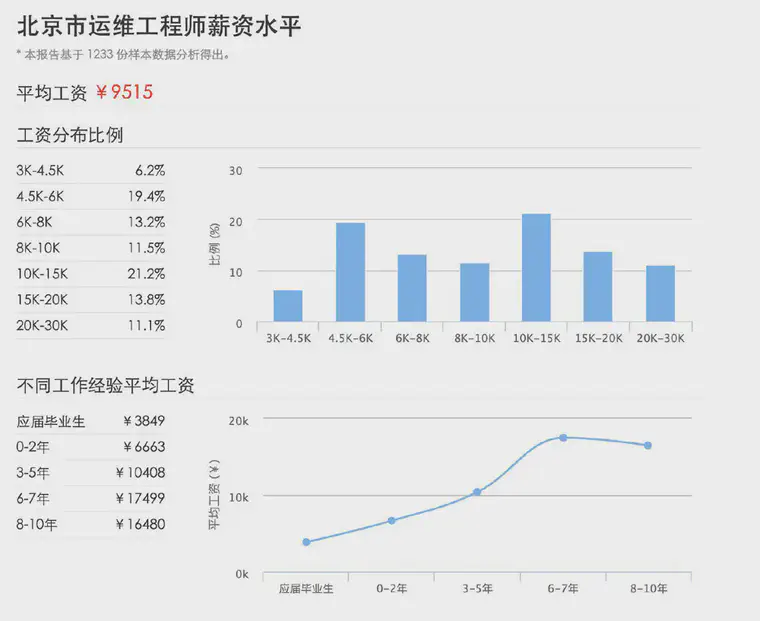 北京市运维工程师薪资水平
* 本报告基于 1233 份样本数据分析得出。
平均工资 ¥9515
工资分布比例
3K-4.5K 6.2%
4.5K-6K 19.4%
6K-8K 13.2%
8K-10K 11.5%
10K-15K 21.2%
15K-20K 13.8%
20K-30K 11.1%
比例 (%)
30
20
10
0
3K-4.5K 4.5K-6K 6K-8K 8K-10K 10K-15K 15K-20K 20K-30K
不同工作经验平均工资
应届毕业生 ¥3849
0-2年 ¥6663
3-5年 ¥10408
6-7年 ¥17499
8-10年 ¥16480
平均工资 (¥)
20k
10k
0k
应届毕业生 0-2年 3-5年 6-7年 8-10年